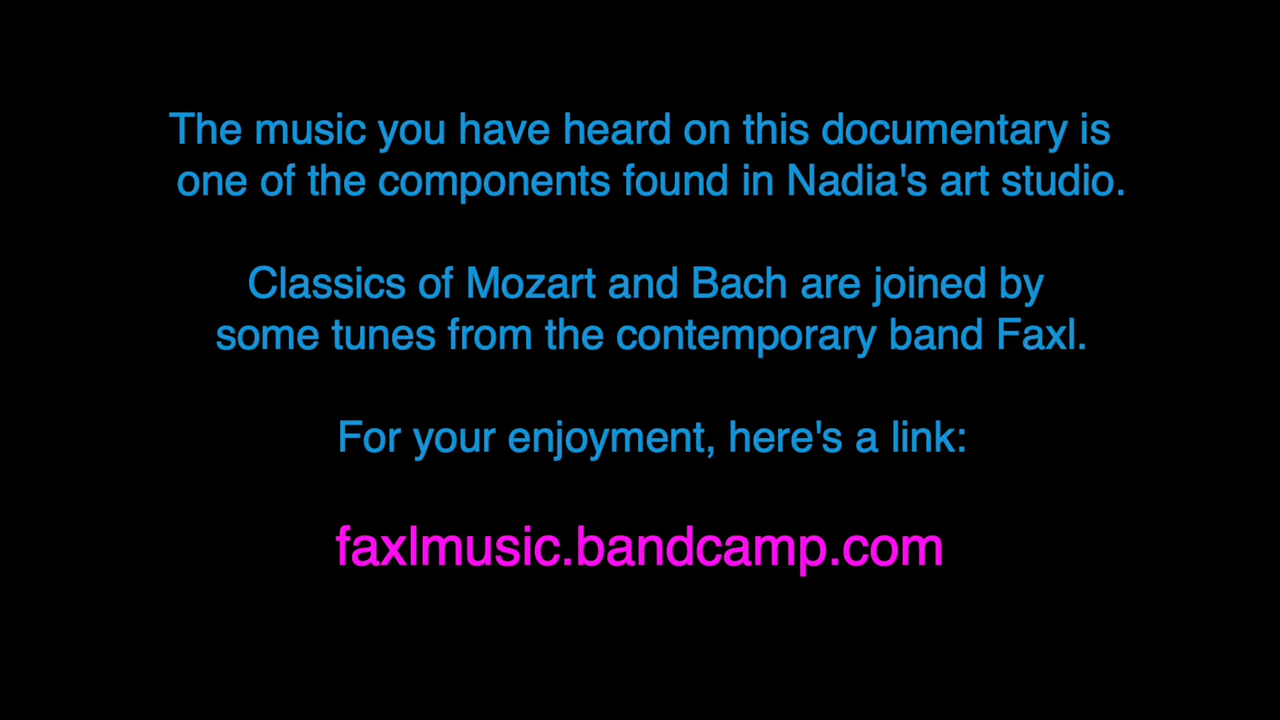 The music you have heard on this documentary is
one of the components found in Nadia's art studio.
Classics of Mozart and Bach are joined by
some tunes from the contemporary band Faxl.
For your enjoyment, here's a link:
faxlmusic.bandcamp.com